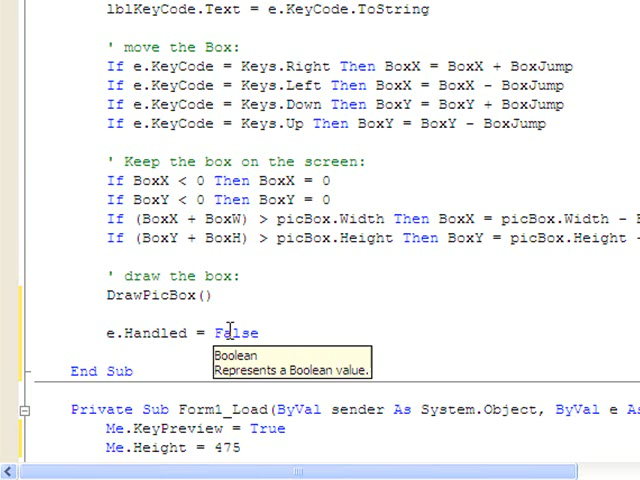 lblKeyCode.Text = e.KeyCode.ToString
' move the Box:
If e.KeyCode = Keys.Right Then BoxX = BoxX + BoxJump
If e.KeyCode = Keys.Left Then BoxX = BoxX - BoxJump
If e.KeyCode = Keys.Down Then BoxY = BoxY + BoxJump
If e.KeyCode = Keys.Up Then BoxY = BoxY - BoxJump
' Keep the box on the screen:
If BoxX < 0 Then BoxX = 0
If BoxY < 0 Then BoxY = 0
If (BoxX + BoxW) > picBox.Width Then BoxX = picBox.Width -
If (BoxY + BoxH) > picBox.Height Then BoxY = picBox.Height -
' draw the box:
DrawPicBox()
e.Handled = False
Boolean
Represents a Boolean value.
End Sub
Private Sub Form1_Load(ByVal sender As System.Object, ByVal e As
Me.KeyPreview = True
Me.Height = 475